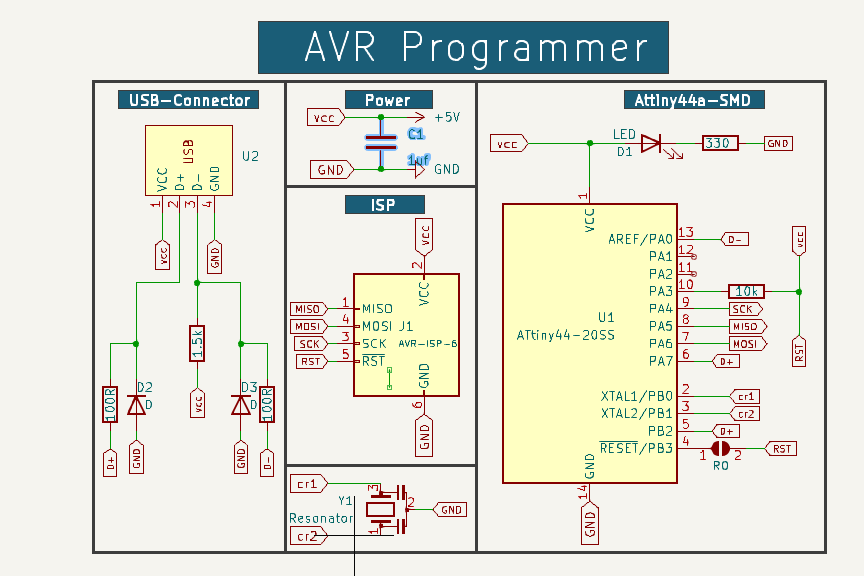 AVR Programmer
USB-Connector
USB
U2
VCC
D+
D-
GND
1
2
3
4
VCC
GND
1.5k
VCC
100R
D2
D
D3
D
100R
D+
GND
GND
D-
Power
VCC
+5V
C1
1uf
GND
GND
ISP
VCC
2
VCC
MISO
1
MISO
MOSI
4
MOSI
J1
SCK
3
SCK
AVR-ISP-6
RST
5
RST
GND
6
GND
cr1
3
Y1
2
GND
Resonator
cr2
1
Attiny44a-SMD
VCC
LED
D1
330
GND
1
VCC
AREF/PA0
13
D-
VCC
PA1
12
PA2
11
PA3
10
10k
PA4
9
SCK
U1
PA5
8
MISO
ATtiny44-20SS
PA6
7
MOSI
RST
PA7
6
D+
XTAL1/PB0
2
cr1
XTAL2/PB1
3
cr2
PB2
5
D+
RESET/PB3
4
1
2
RST
R0
GND
14
GND